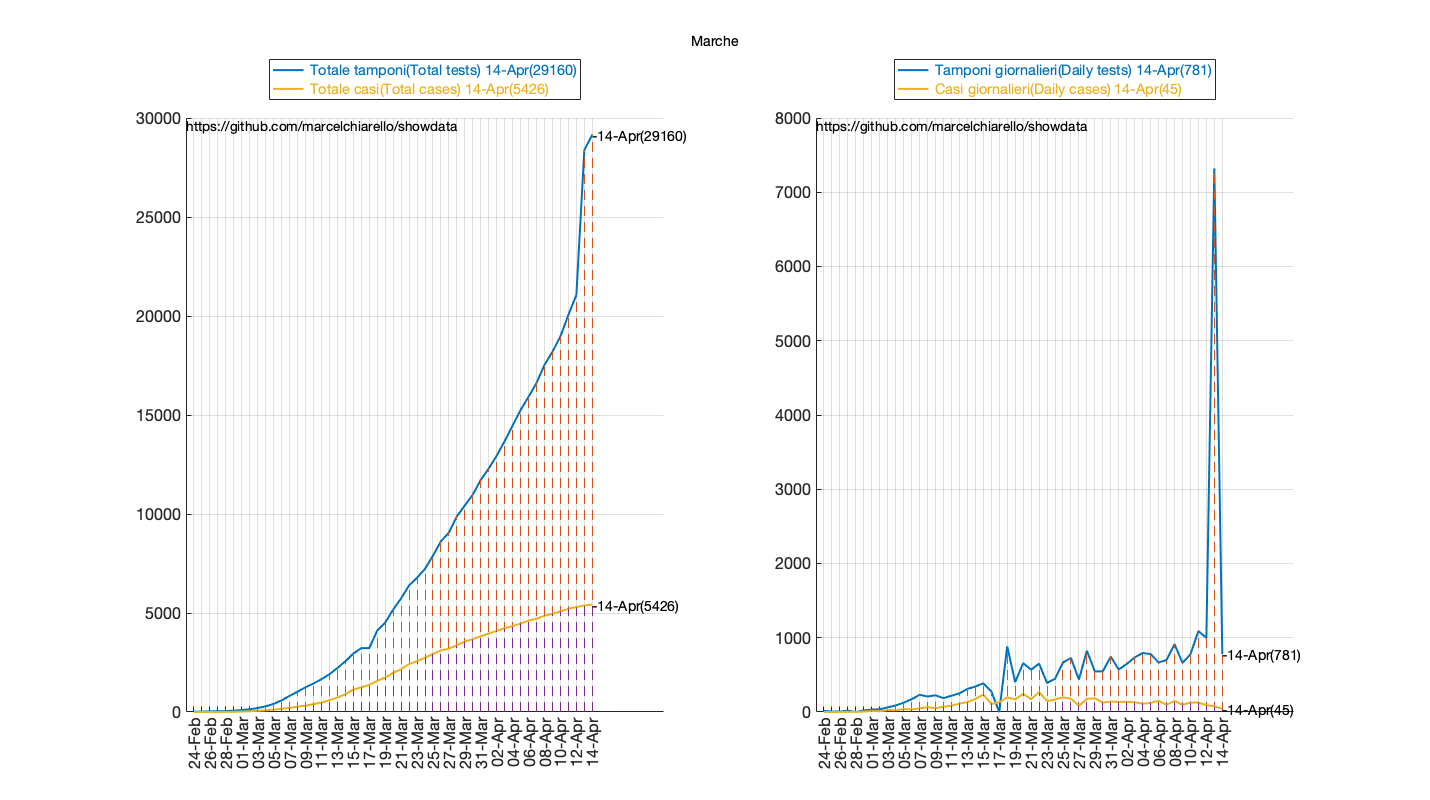 Marche
Totale tamponi(Total tests) 14-Apr(29160)
Totale casi(Total cases) 14-Apr(5426)
https://github.com/marcelchiarello/showdata
30000
25000
20000
15000
10000
5000
0
14-Apr(29160)
14-Apr(5426)
24-Feb
26-Feb
28-Feb
01-Mar
03-Mar
05-Mar
07-Mar
09-Mar
11-Mar
13-Mar
15-Mar
17-Mar
19-Mar
21-Mar
23-Mar
25-Mar
27-Mar
29-Mar
31-Mar
02-Apr
04-Apr
06-Apr
08-Apr
10-Apr
12-Apr
14-Apr
Tamponi giornalieri(Daily tests) 14-Apr(781)
Casi giornalieri(Daily cases) 14-Apr(45)
https://github.com/marcelchiarello/showdata
8000
7000
6000
5000
4000
3000
2000
1000
0
14-Apr(781)
14-Apr(45)
24-Feb
26-Feb
28-Feb
01-Mar
03-Mar
05-Mar
07-Mar
09-Mar
11-Mar
13-Mar
15-Mar
17-Mar
19-Mar
21-Mar
23-Mar
25-Mar
27-Mar
29-Mar
31-Mar
02-Apr
04-Apr
06-Apr
08-Apr
10-Apr
12-Apr
14-Apr